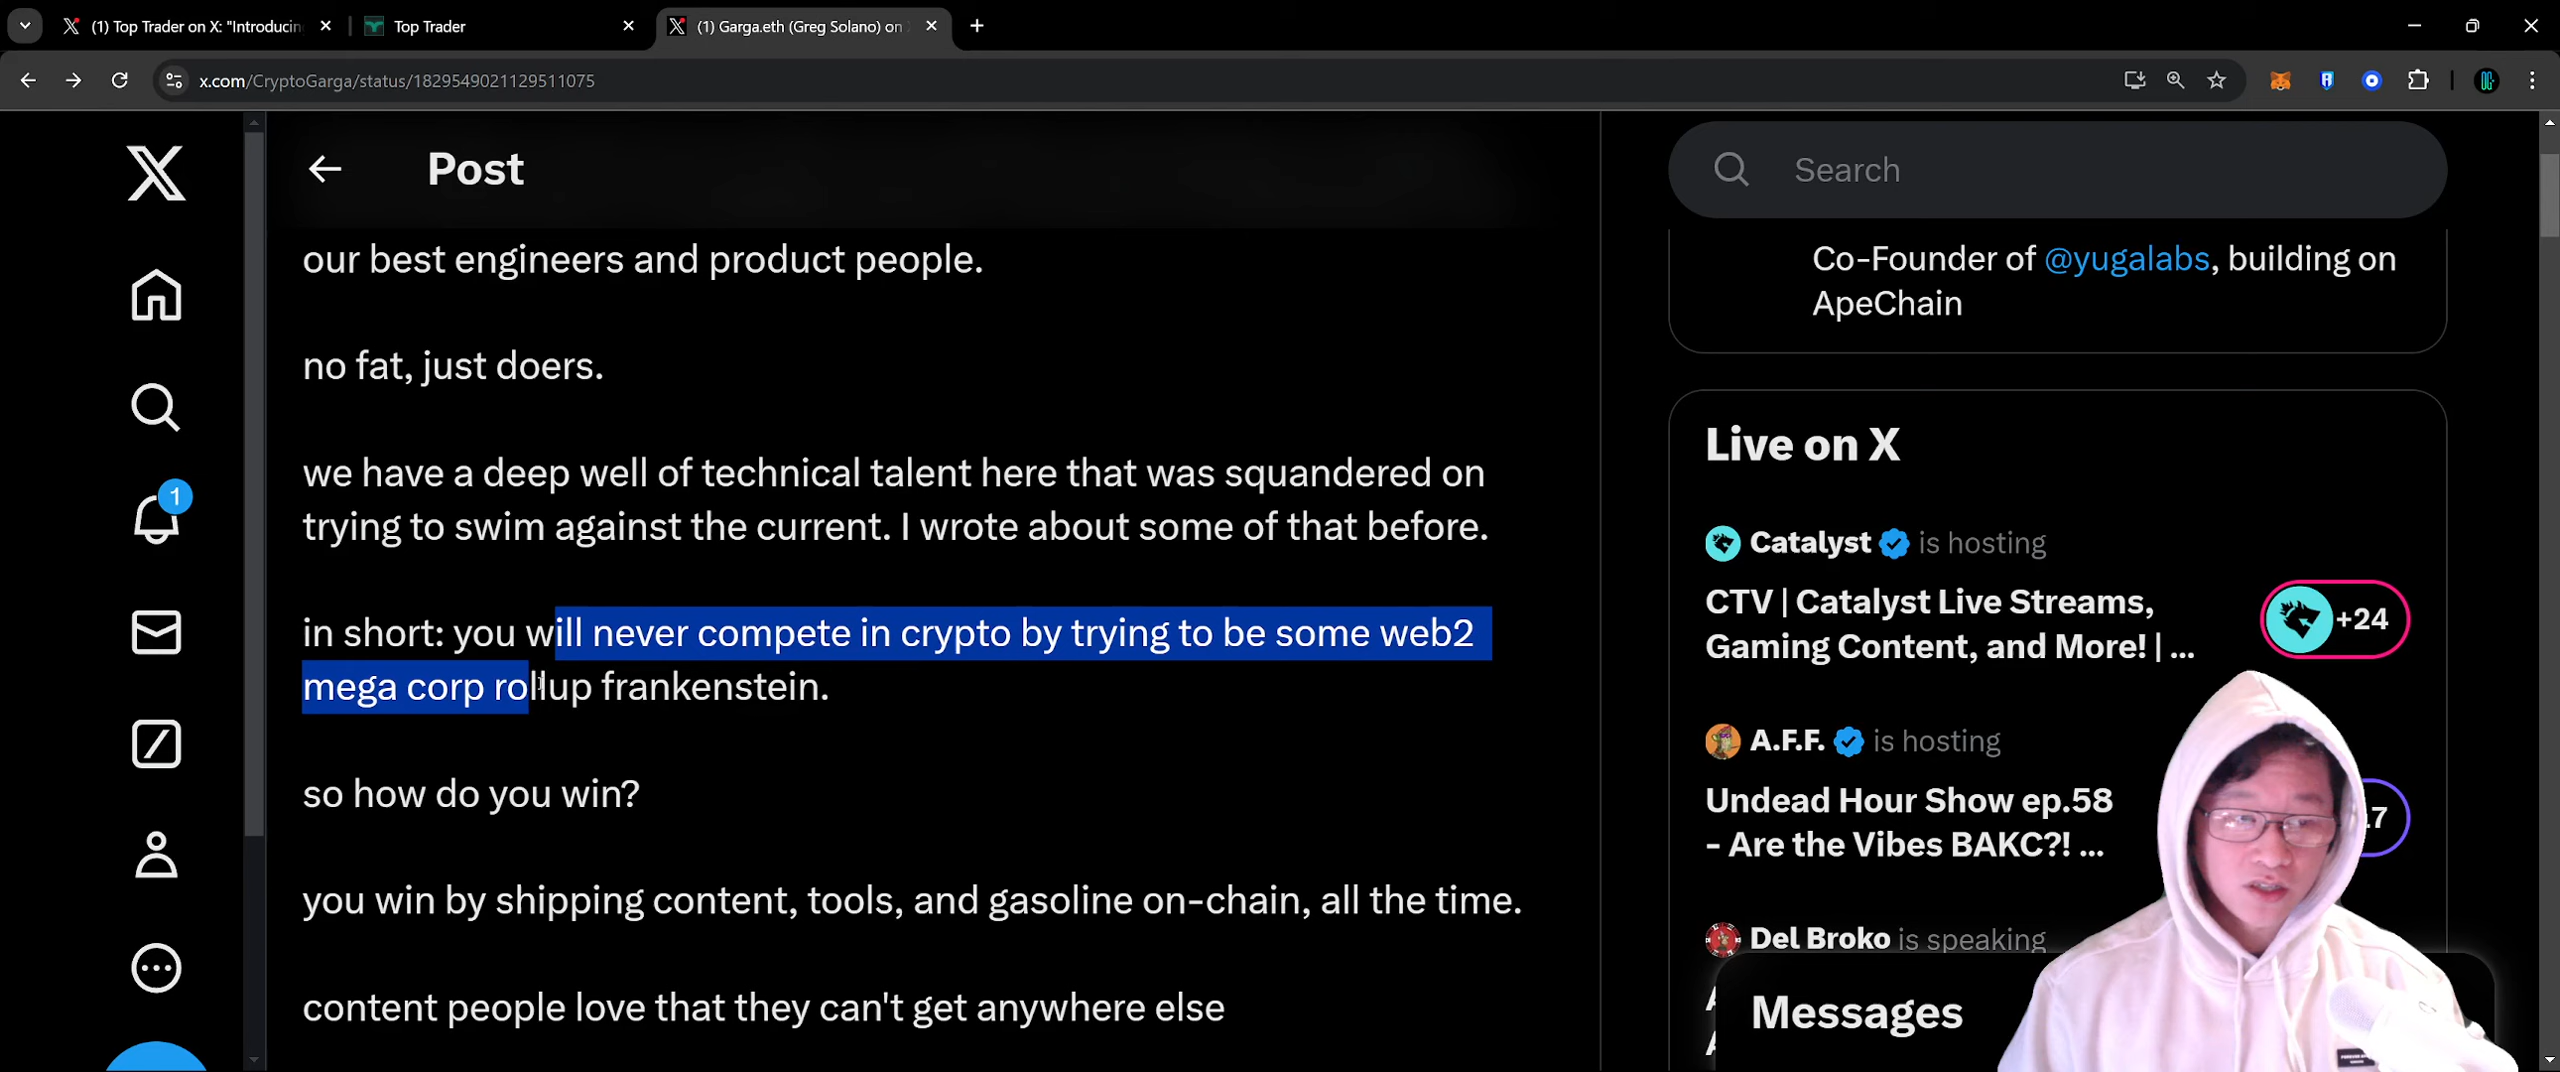 (1) Top Trader on X: "Introducin
Top Trader
(1) Garga.eth (Greg Solano) on
x.com/CryptoGarga/status/1829549021129511075
Post
our best engineers and product people.
no fat, just doers.
we have a deep well of technical talent here that was squandered on
trying to swim against the current. I wrote about some of that before.
in short: you will never compete in crypto by trying to be some web2
mega corp rollup frankenstein.
so how do you win?
you win by shipping content, tools, and gasoline on-chain, all the time.
content people love that they can't get anywhere else
1
Search
Co-Founder of @yugalabs, building on
ApeChain
Live on X
Catalyst is hosting
CTV | Catalyst Live Streams,
Gaming Content, and More! | ...
+24
A.F.F. is hosting
Undead Hour Show ep.58
- Are the Vibes BAKC?! ...
Del Broko is speaking
Messages